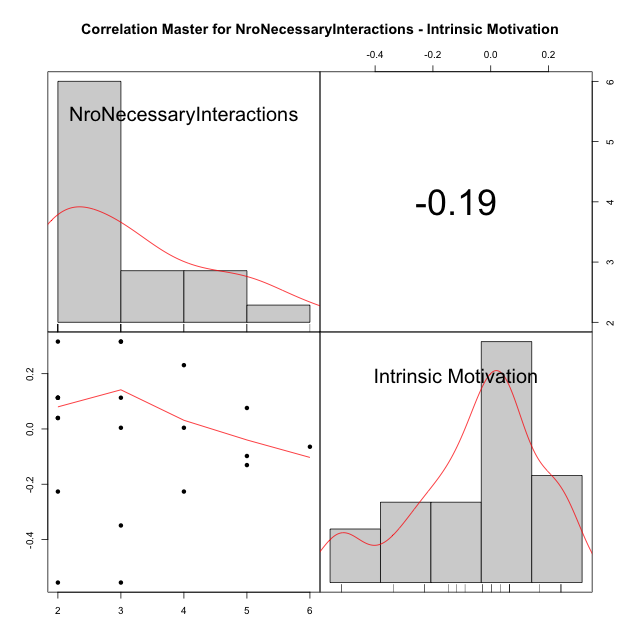 Correlation Master for NroNecessaryInteractions - Intrinsic Motivation
-0.4 -0.2 0.0 0.2
NroNecessaryInteractions
-0.19
6
5
4
3
2
Intrinsic Motivation
0.2
0.0
-0.2
-0.4
2 3 4 5 6